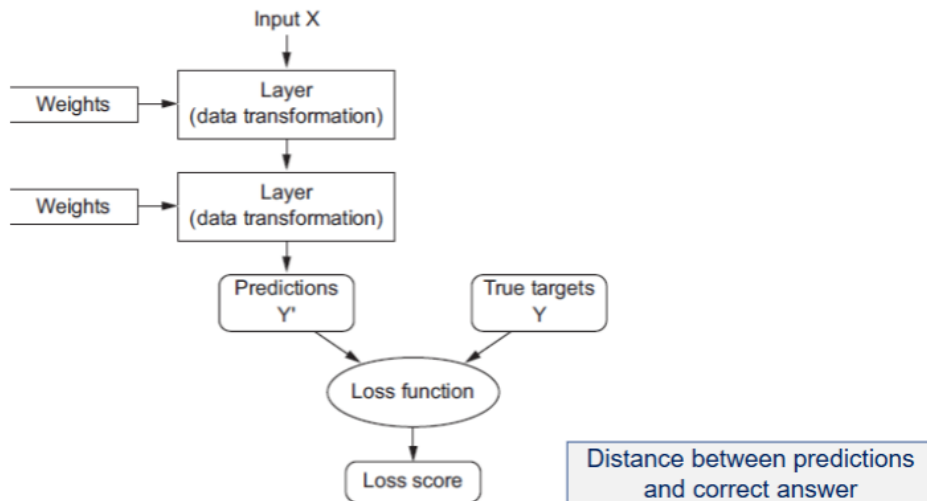 Input X
Layer
(data transformation)
Weights
Layer
(data transformation)
Weights
Predictions
Y'
True targets
Y
Loss function
Loss score
Distance between predictions
and correct answer